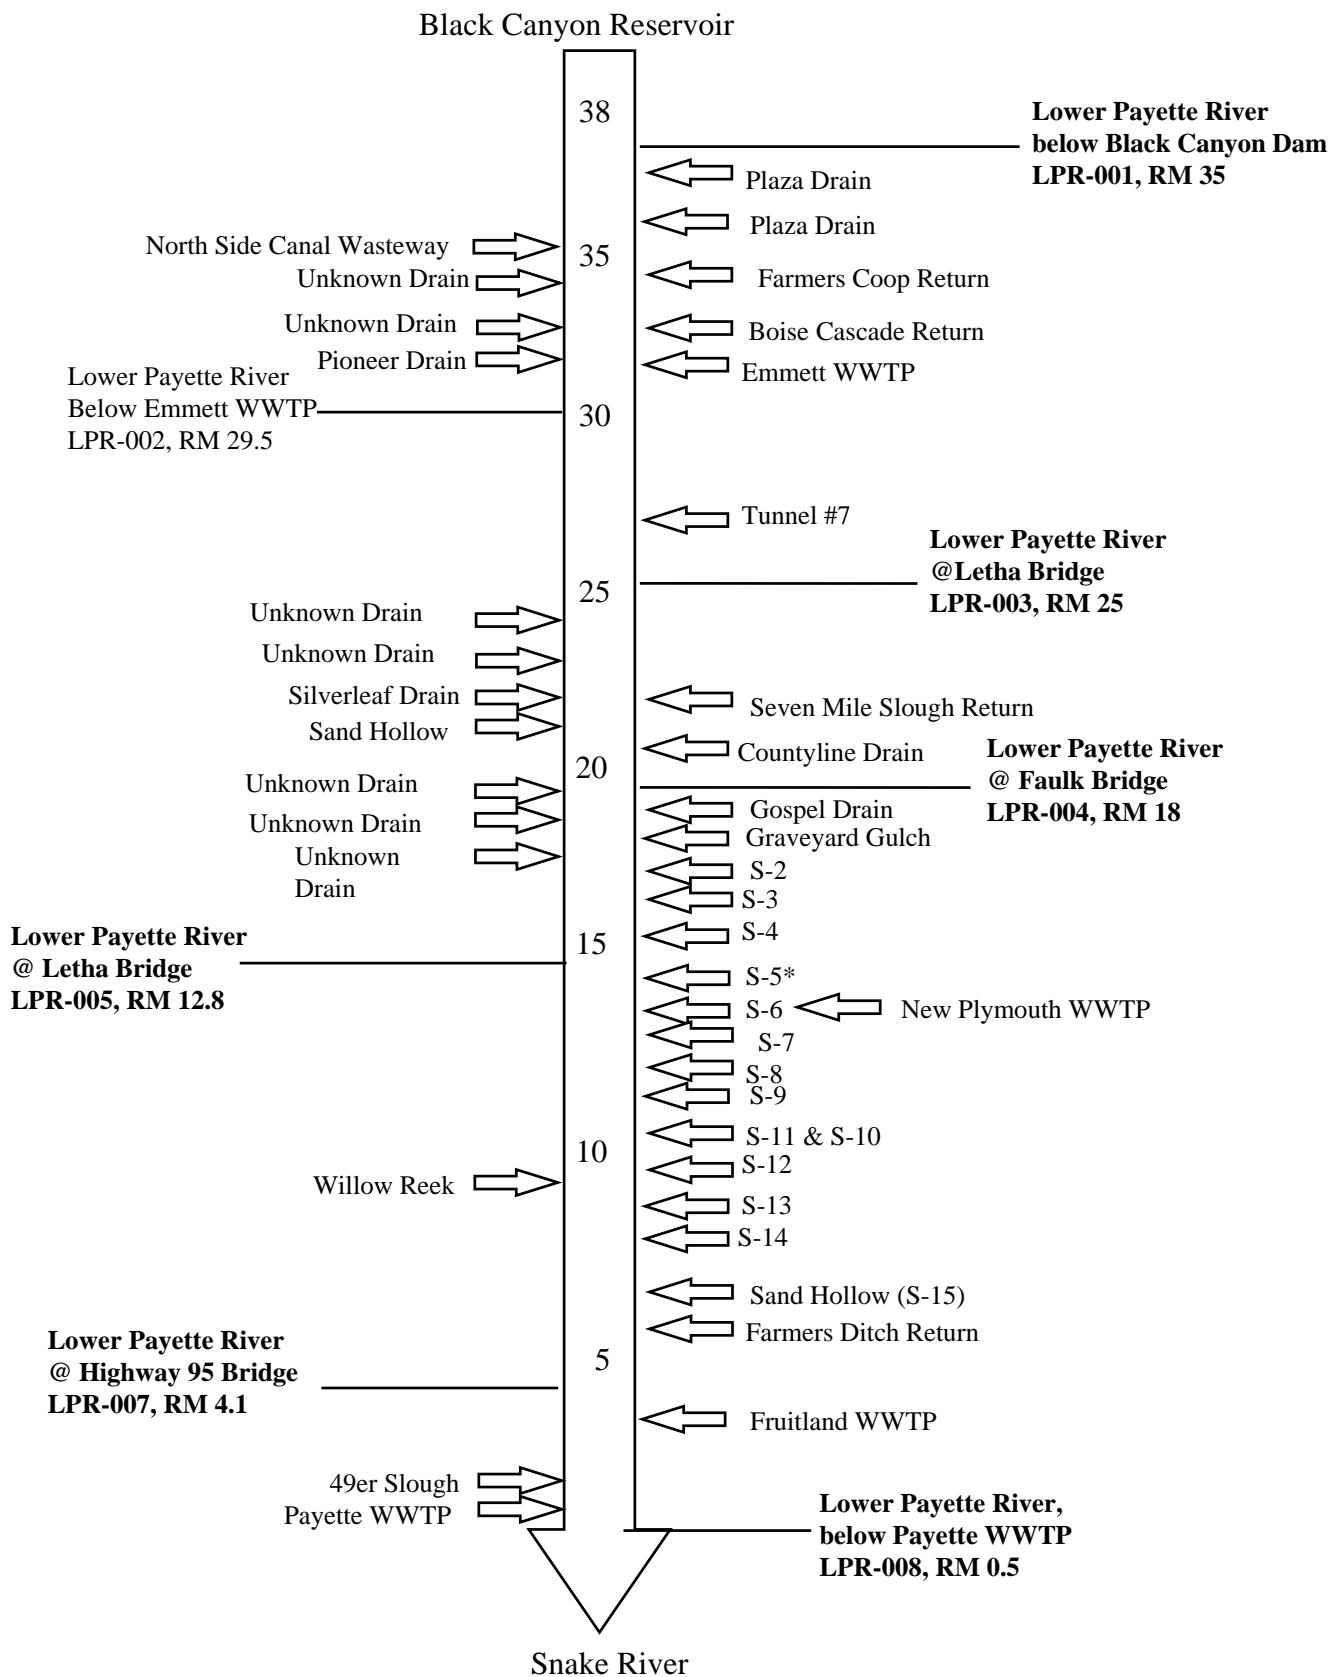 Black Canyon Reservoir
38
Lower Payette River
below Black Canyon Dam
LPR-001, RM 35
Plaza Drain
Plaza Drain
North Side Canal Wasteway
35
Unknown Drain
Farmers Coop Return
Unknown Drain
Boise Cascade Return
Pioneer Drain
Emmett WWTP
Lower Payette River
Below Emmett WWTP
LPR-002, RM 29.5
30
Tunnel #7
Lower Payette River
@Letha Bridge
LPR-003, RM 25
25
Unknown Drain
Unknown Drain
Silverleaf Drain
Seven Mile Slough Return
Sand Hollow
Countyline Drain
Lower Payette River
@ Faulk Bridge
LPR-004, RM 18
20
Unknown Drain
Gospel Drain
Unknown Drain
Graveyard Gulch
Unknown
Drain
S-2
S-3
S-4
Lower Payette River
@ Letha Bridge
LPR-005, RM 12.8
15
S-5*
S-6
New Plymouth WWTP
S-7
S-8
S-9
S-11 & S-10
10
S-12
Willow Reek
S-13
S-14
Sand Hollow (S-15)
Farmers Ditch Return
Lower Payette River
@ Highway 95 Bridge
LPR-007, RM 4.1
5
Fruitland WWTP
49er Slough
Payette WWTP
Lower Payette River,
below Payette WWTP
LPR-008, RM 0.5
Snake River